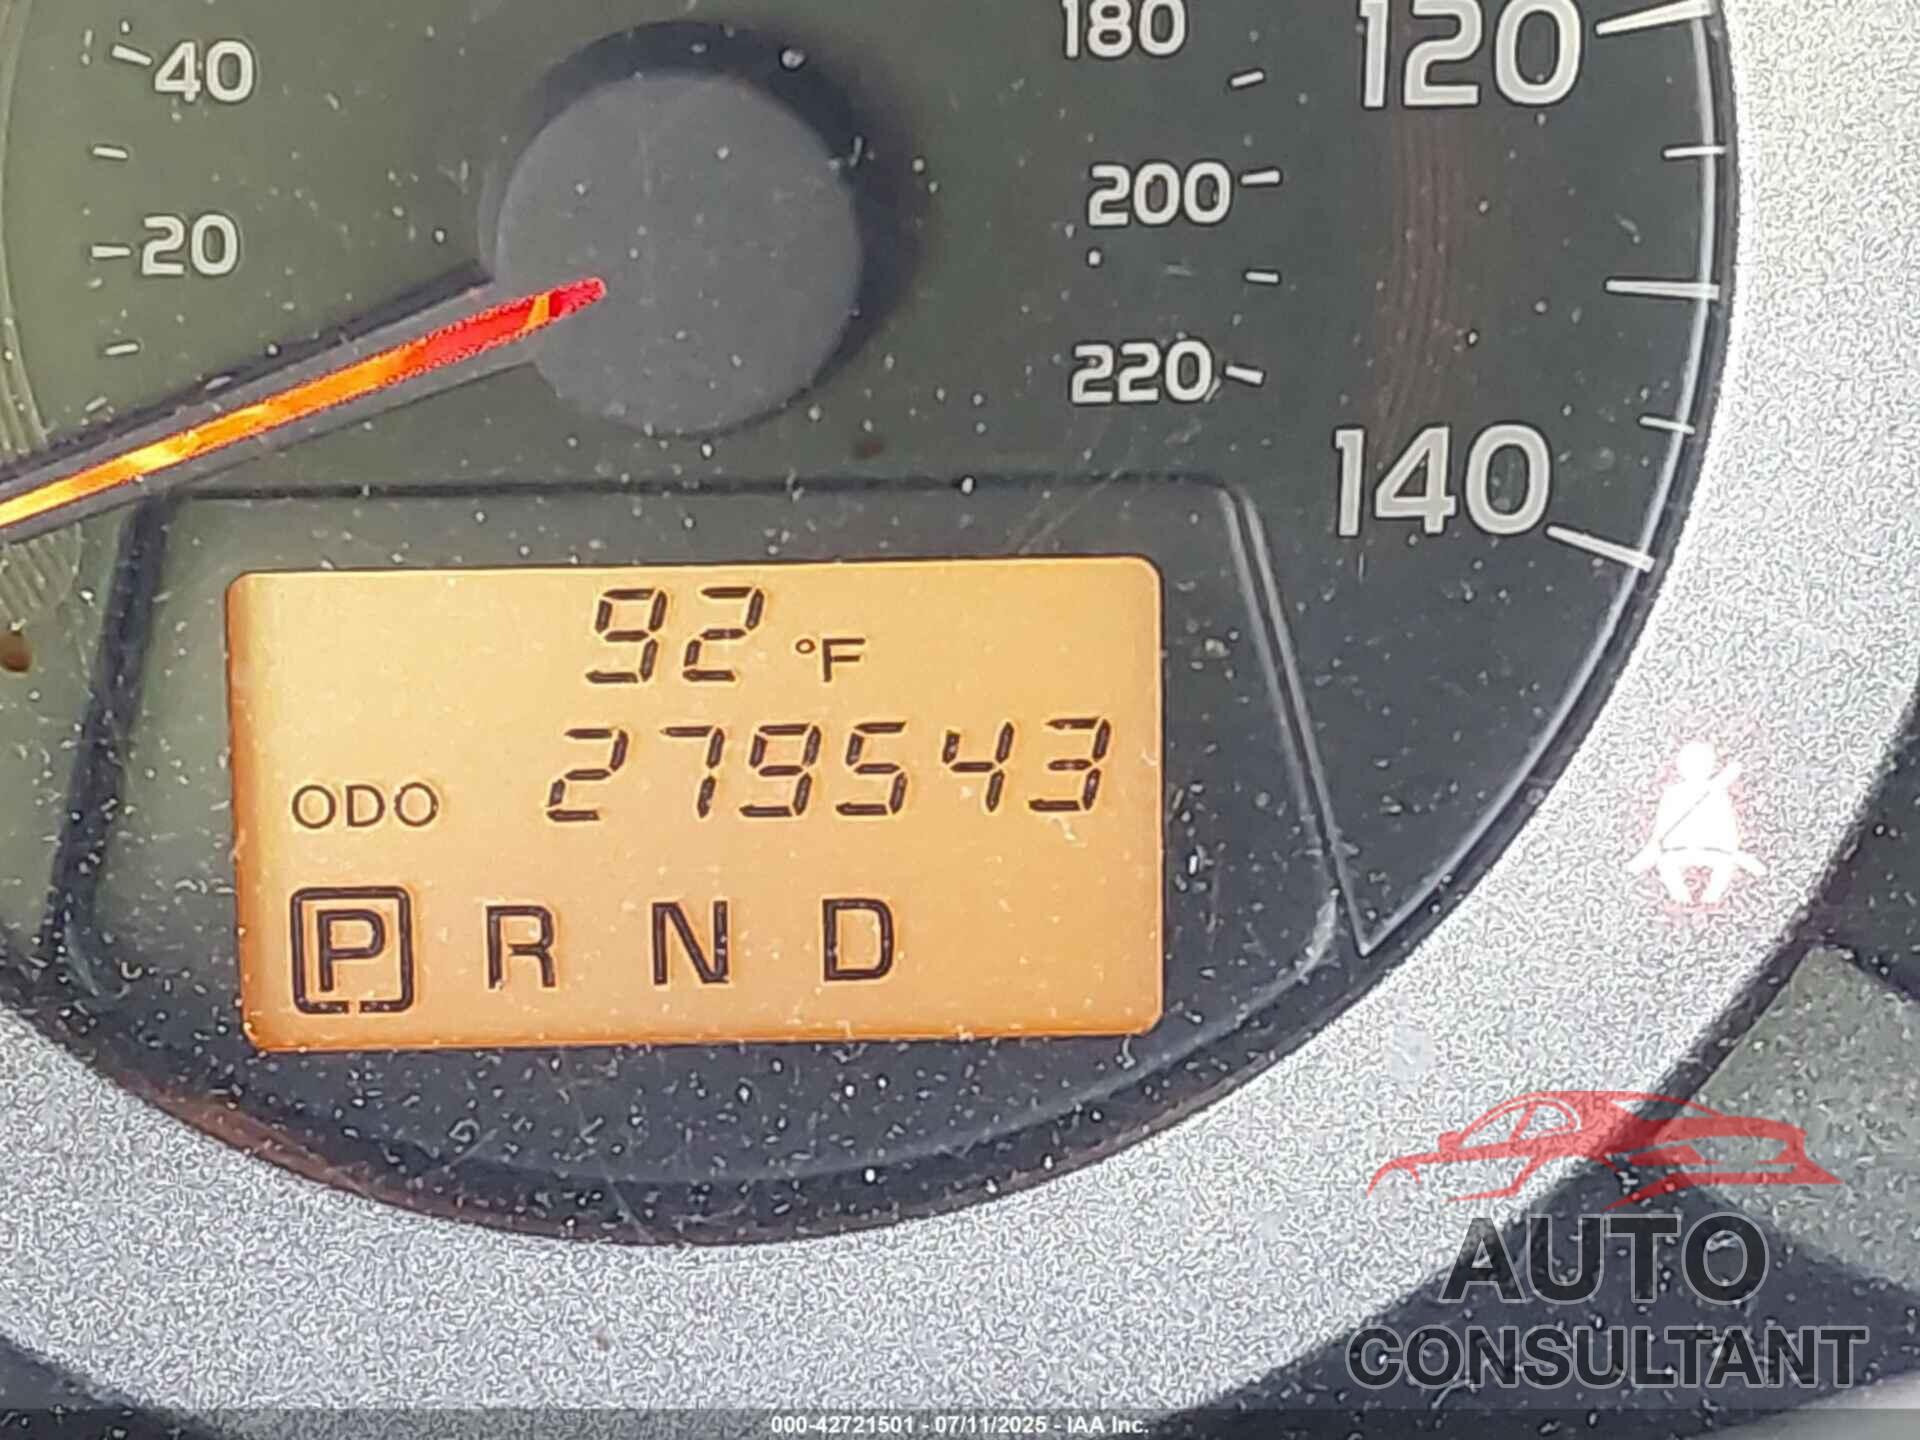 180
120
40
200
20
220
140
92 °F
ODO 279543
P R N D
AUTO
CONSULTANT
000-42721501 - 07/11/2025 - IAA Inc.